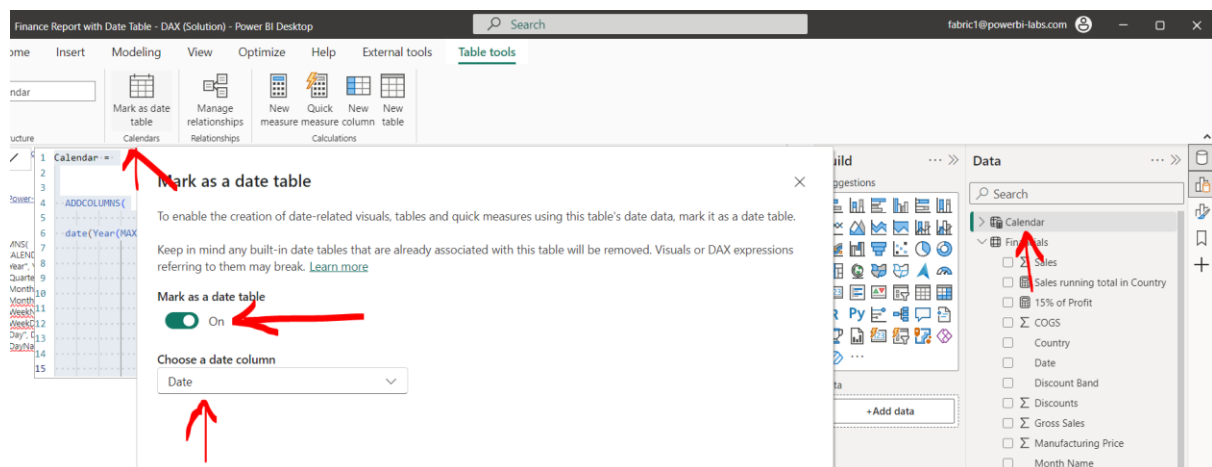 Finance Report with Date Table - DAX (Solution) - Power BI Desktop
Search
fabric1@powerbi-labs.com
Insert Modeling View Optimize Help External tools Table tools
Mark as date table
Manage relationships
New measure
Quick measure
New column
New table
Calendars
Relationships
Calculations
1 Calendar =
2
3
4 ADDCOLUMNS(
5
6 date(Year(MAX
7
8
9
10
11
12
13
14
15
Mark as a date table
To enable the creation of date-related visuals, tables and quick measures using this table's date data, mark it as a date table.
Keep in mind any built-in date tables that are already associated with this table will be removed. Visuals or DAX expressions
referring to them may break. Learn more
Mark as a date table
On
Choose a date column
Date
Py
+Add data
Data
Search
Calendar
Sales
Sales running total in Country
15% of Profit
COGS
Country
Date
Discount Band
Discounts
Gross Sales
Manufacturing Price
Month Name